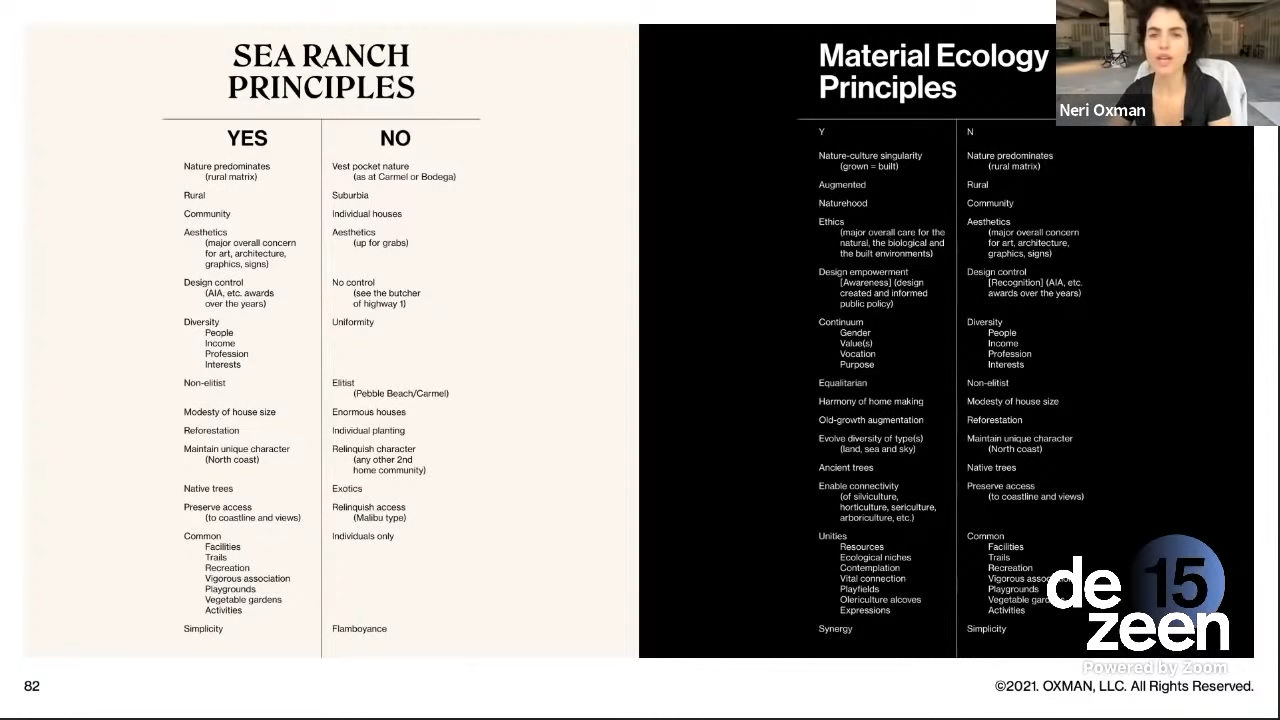 SEA RANCH
PRINCIPLES
YES
NO
Nature predominates
(rural matrix)
Vest pocket nature
(as at Carmel or Bodega)
Rural
Suburbia
Community
Individual houses
Aesthetics
(major overall concern
for art, architecture,
graphics, signs)
Aesthetics
(up for grabs)
Design control
(AIA, etc. awards
over the years)
No control
(see the butcher
of highway 1)
Diversity
People
Income
Profession
Interests
Uniformity
Non-elitist
Elitist
(Pebble Beach/Carmel)
Modesty of house size
Enormous houses
Reforestation
Individual planting
Maintain unique character
(North coast)
Relinquish character
(any other 2nd
home community)
Native trees
Exotics
Preserve access
(to coastline and views)
Relinquish access
(Malibu type)
Common
Facilities
Trails
Recreation
Vigorous association
Playgrounds
Vegetable gardens
Activities
Individuals only
Simplicity
Flamboyance
Material Ecology
Principles
Y
N
Nature-culture singularity
(grown = built)
Nature predominates
(rural matrix)
Augmented
Rural
Naturehood
Community
Ethics
(major overall care for the
natural, the biological and
the built environments)
Aesthetics
(major overall concern
for art, architecture,
graphics, signs)
Design empowerment
[Awareness] (design
created and informed
public policy)
Design control
[Recognition] (AIA, etc.
awards over the years)
Continuum
Gender
Value(s)
Vocation
Purpose
Diversity
People
Income
Profession
Interests
Equalitarian
Non-elitist
Harmony of home making
Modesty of house size
Old-growth augmentation
Reforestation
Evolve diversity of type(s)
(land, sea and sky)
Maintain unique character
(North coast)
Ancient trees
Native trees
Enable connectivity
(of silviculture,
horticulture, sericulture,
arboriculture, etc.)
Preserve access
(to coastline and views)
Unities
Resources
Ecological niches
Contemplation
Vital connection
Playfields
Olericulture alcoves
Expressions
Common
Facilities
Trails
Recreation
Vigorous
Playgrounds
Vegetable
Activities
Synergy
Simplicity
Neri Oxman
de 15
zeen
Powered by Zoom
82
©2021. OXMAN, LLC. All Rights Reserved.